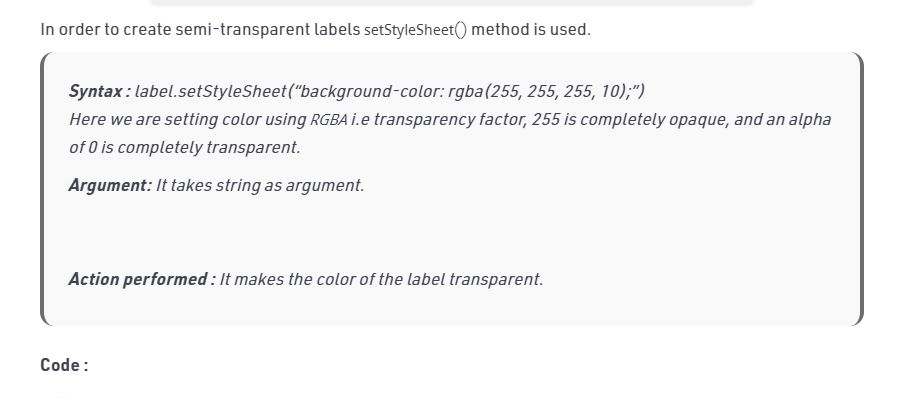 In order to create semi-transparent labels setStyleSheet() method is used.
Syntax : label.setStyleSheet(“background-color: rgba(255, 255, 255, 10);”)
Here we are setting color using RGBA i.e transparency factor, 255 is completely opaque, and an alpha
of 0 is completely transparent.
Argument: It takes string as argument.
Action performed : It makes the color of the label transparent.
Code :